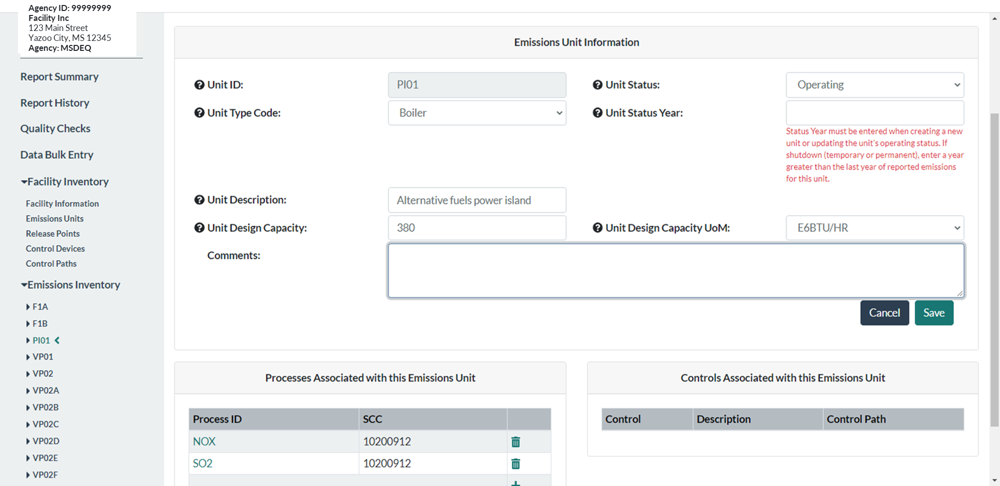 Agency ID: 99999999
Facility Inc
123 Main Street
Yazoo City, MS 12345
Agency: MSDEQ
Report Summary
Report History
Quality Checks
Data Bulk Entry
Facility Inventory
Facility Information
Emissions Units
Release Points
Control Devices
Control Paths
Emissions Inventory
F1A
F1B
PI01
VP01
VP02
VP02A
VP02B
VP02C
VP02D
VP02E
VP02F
Emissions Unit Information
Unit ID: PI01 Unit Status: Operating
Unit Type Code: Boiler Unit Status Year:
Status Year must be entered when creating a new
unit or updating the unit's operating status. If
shutdown (temporary or permanent), enter a year
greater than the last year of reported emissions
for this unit.
Unit Description: Alternative fuels power island
Unit Design Capacity: 380 Unit Design Capacity UoM: E6BTU/HR
Comments:
Cancel Save
Processes Associated with this Emissions Unit
Process ID SCC
NOX 10200912
SO2 10200912
Controls Associated with this Emissions Unit
Control Description Control Path